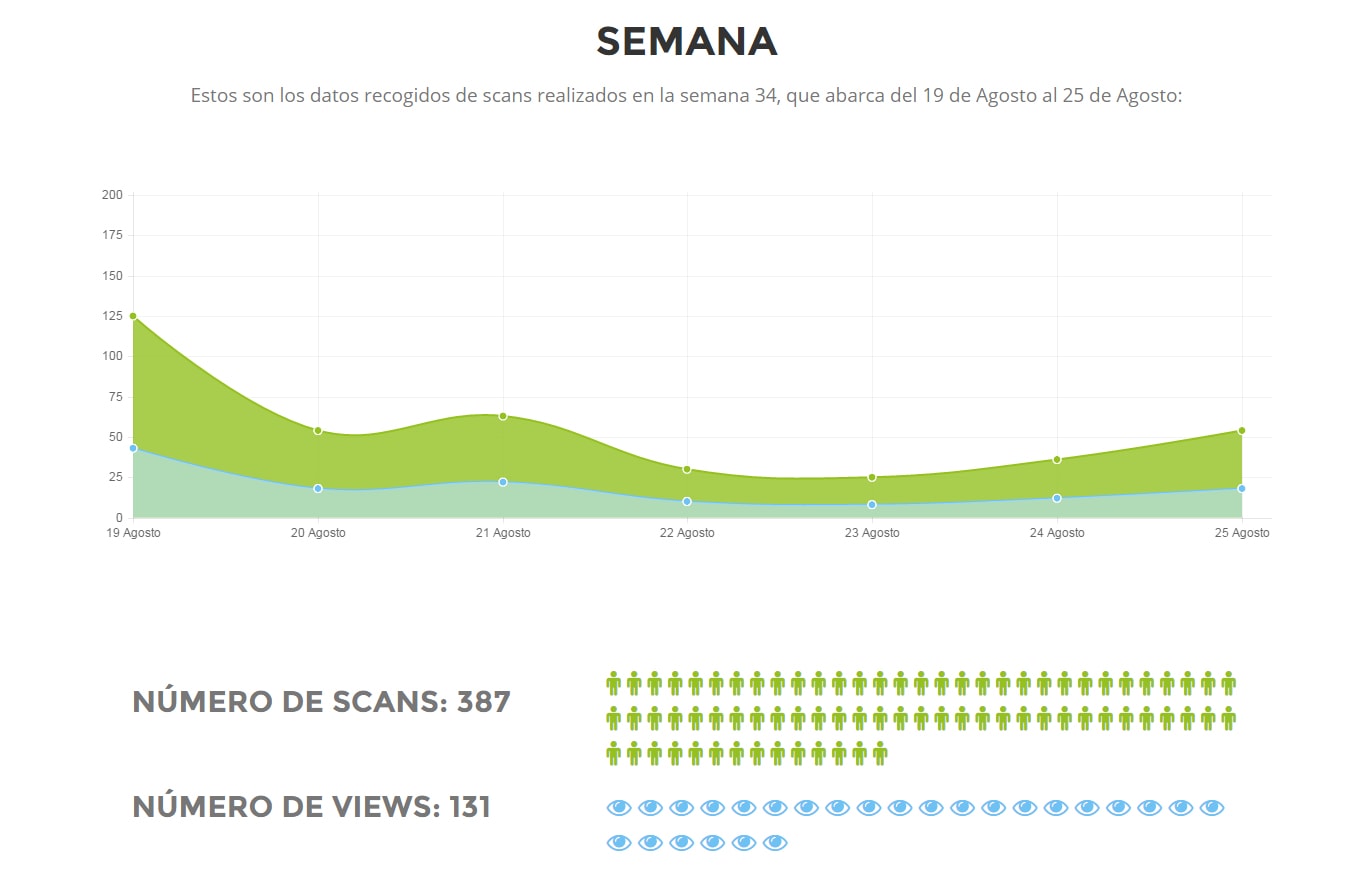 SEMANA
Estos son los datos recogidos de scans realizados en la semana 34, que abarca del 19 de Agosto al 25 de Agosto:
200
175
150
125
100
75
50
25
0
19 Agosto 20 Agosto 21 Agosto 22 Agosto 23 Agosto 24 Agosto 25 Agosto
NÚMERO DE SCANS: 387
NÚMERO DE VIEWS: 131